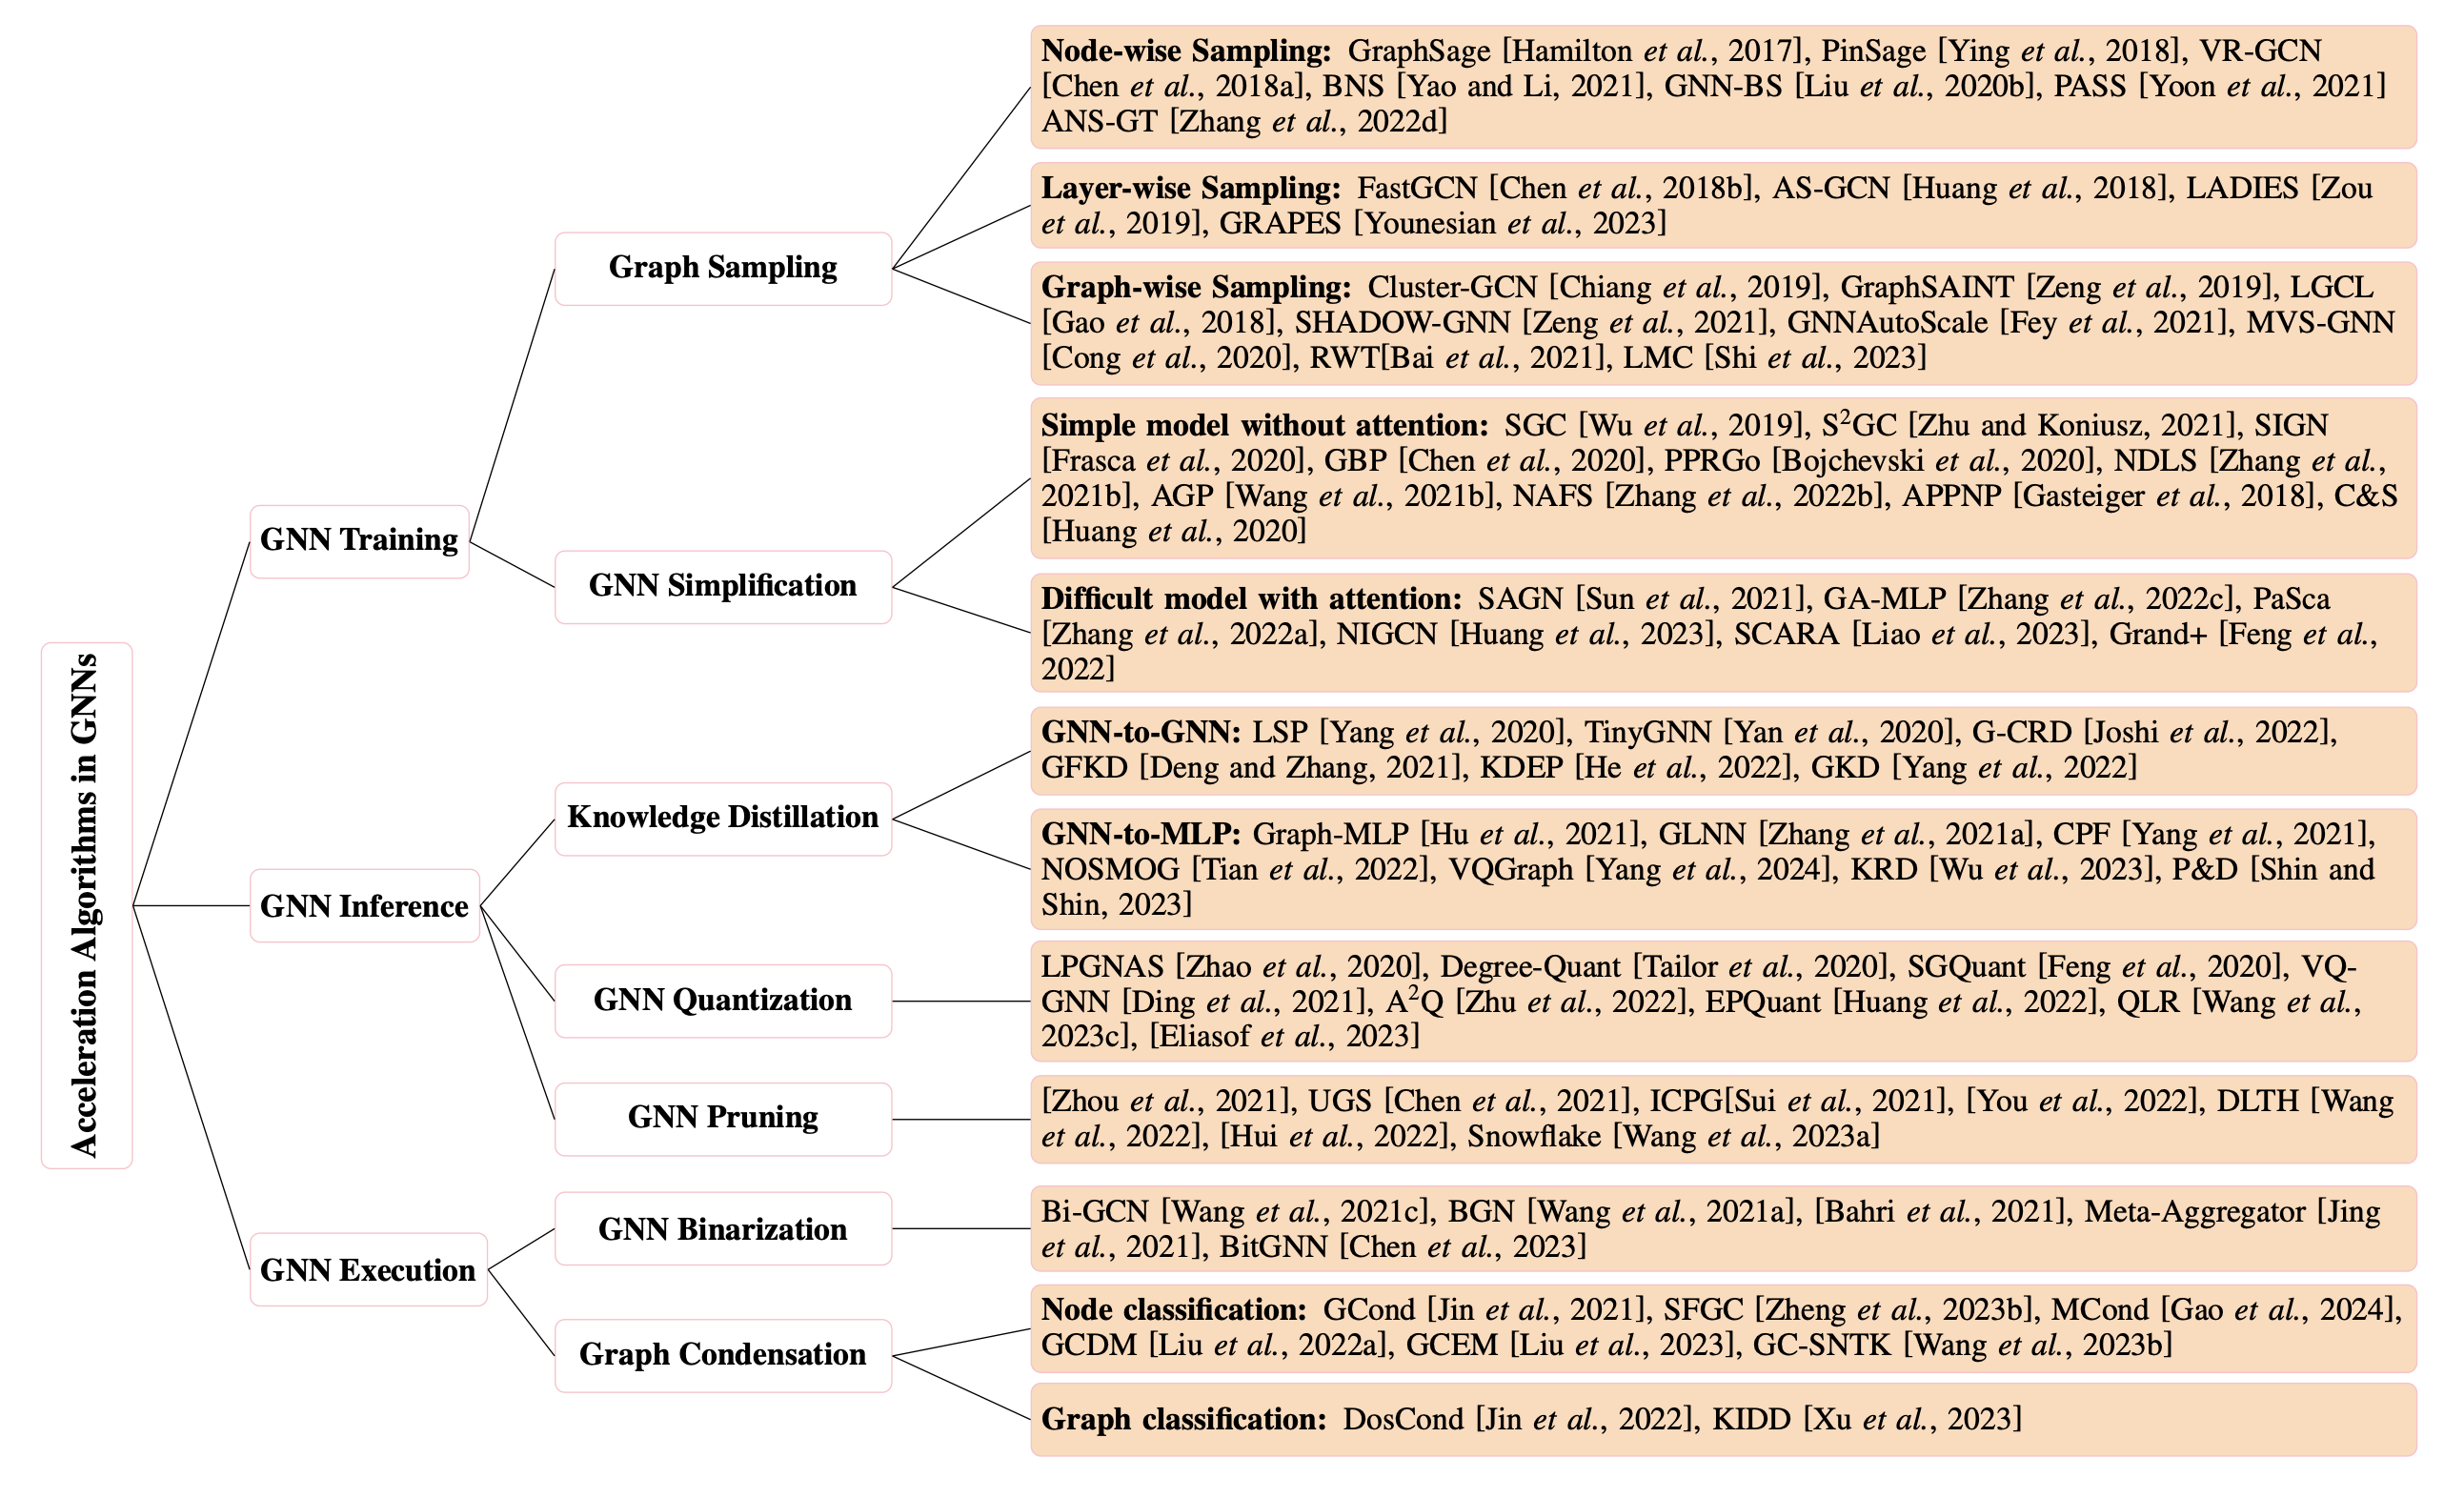 Acceleration Algorithms in GNNs
GNN Training
Graph Sampling
Node-wise Sampling: GraphSage [Hamilton et al., 2017], PinSage [Ying et al., 2018], VR-GCN
[Chen et al., 2018a], BNS [Yao and Li, 2021], GNN-BS [Liu et al., 2020b], PASS [Yoon et al., 2021]
ANS-GT [Zhang et al., 2022d]
Layer-wise Sampling: FastGCN [Chen et al., 2018b], AS-GCN [Huang et al., 2018], LADIES [Zou
et al., 2019], GRAPES [Younesian et al., 2023]
Graph-wise Sampling: Cluster-GCN [Chiang et al., 2019], GraphSAINT [Zeng et al., 2019], LGCL
[Gao et al., 2018], SHADOW-GNN [Zeng et al., 2021], GNNAutoScale [Fey et al., 2021], MVS-GNN
[Cong et al., 2020], RWT[Bai et al., 2021], LMC [Shi et al., 2023]
GNN Simplification
Simple model without attention: SGC [Wu et al., 2019], S²GC [Zhu and Koniusz, 2021], SIGN
[Frasca et al., 2020], GBP [Chen et al., 2020], PPRGo [Bojchevski et al., 2020], NDLS [Zhang et al.,
2021b], AGP [Wang et al., 2021b], NAFS [Zhang et al., 2022b], APPNP [Gasteiger et al., 2018], C&S
[Huang et al., 2020]
Difficult model with attention: SAGN [Sun et al., 2021], GA-MLP [Zhang et al., 2022c], PaSca
[Zhang et al., 2022a], NIGCN [Huang et al., 2023], SCARA [Liao et al., 2023], Grand+ [Feng et al.,
2022]
GNN Inference
Knowledge Distillation
GNN-to-GNN: LSP [Yang et al., 2020], TinyGNN [Yan et al., 2020], G-CRD [Joshi et al., 2022],
GFKD [Deng and Zhang, 2021], KDEP [He et al., 2022], GKD [Yang et al., 2022]
GNN-to-MLP: Graph-MLP [Hu et al., 2021], GLNN [Zhang et al., 2021a], CPF [Yang et al., 2021],
NOSMOG [Tian et al., 2022], VQGraph [Yang et al., 2024], KRD [Wu et al., 2023], P&D [Shin and
Shin, 2023]
GNN Quantization
LPGNAS [Zhao et al., 2020], Degree-Quant [Tailor et al., 2020], SGQuant [Feng et al., 2020], VQ-
GNN [Ding et al., 2021], A²Q [Zhu et al., 2022], EPQuant [Huang et al., 2022], QLR [Wang et al.,
2023c], [Eliasof et al., 2023]
GNN Pruning
[Zhou et al., 2021], UGS [Chen et al., 2021], ICPG[Sui et al., 2021], [You et al., 2022], DLTH [Wang
et al., 2022], [Hui et al., 2022], Snowflake [Wang et al., 2023a]
GNN Execution
GNN Binarization
Bi-GCN [Wang et al., 2021c], BGN [Wang et al., 2021a], [Bahri et al., 2021], Meta-Aggregator [Jing
et al., 2021], BitGNN [Chen et al., 2023]
Graph Condensation
Node classification: GCond [Jin et al., 2021], SFGC [Zheng et al., 2023b], MCond [Gao et al., 2024],
GCDM [Liu et al., 2022a], GCEM [Liu et al., 2023], GC-SNTK [Wang et al., 2023b]
Graph classification: DosCond [Jin et al., 2022], KIDD [Xu et al., 2023]